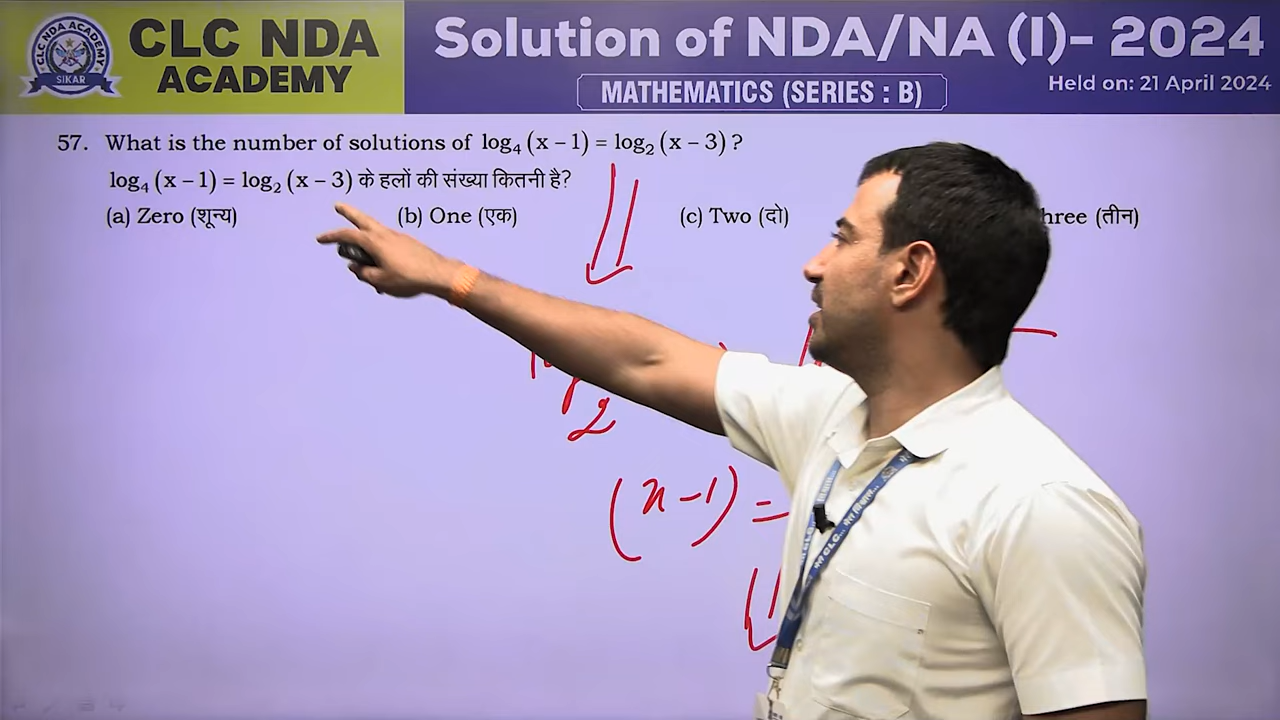 CLC NDA ACADEMY
SIKAR
CLC NDA
ACADEMY
Solution of NDA/NA (I)- 2024
MATHEMATICS (SERIES : B)
Held on: 21 April 2024
57. What is the number of solutions of log₄(x – 1) = log₂(x – 3) ?
log₄(x – 1) = log₂(x – 3) के हलों की संख्या कितनी है?
(a) Zero (शून्य) (b) One (एक) (c) Two (दो) hree (तीन)
2
(x-1) =
CLC